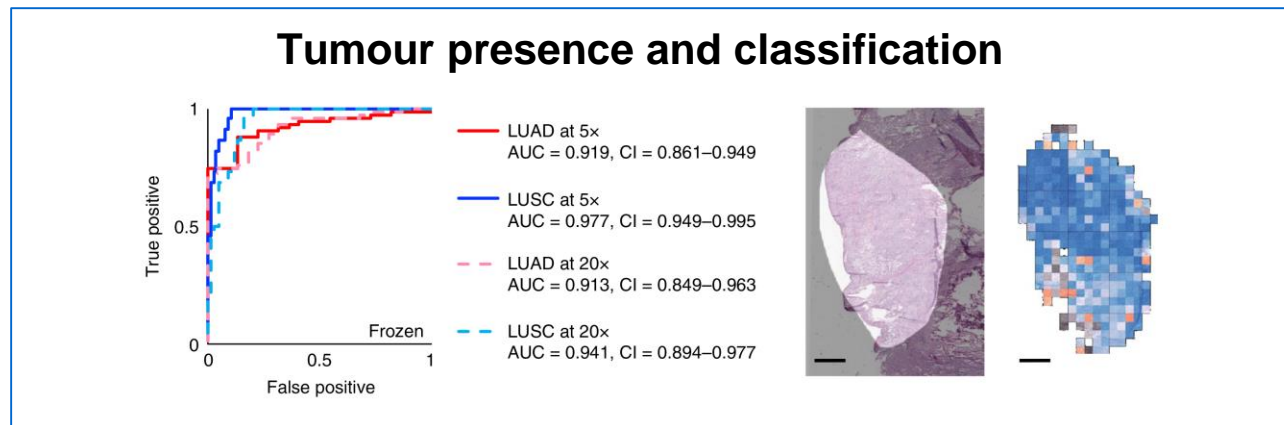 Tumour presence and classification
1
0.5
0
True positive
0
0.5
1
Frozen
False positive
LUAD at 5×
AUC = 0.919, CI = 0.861–0.949
LUSC at 5×
AUC = 0.977, CI = 0.949–0.995
LUAD at 20×
AUC = 0.913, CI = 0.849–0.963
LUSC at 20×
AUC = 0.941, CI = 0.894–0.977